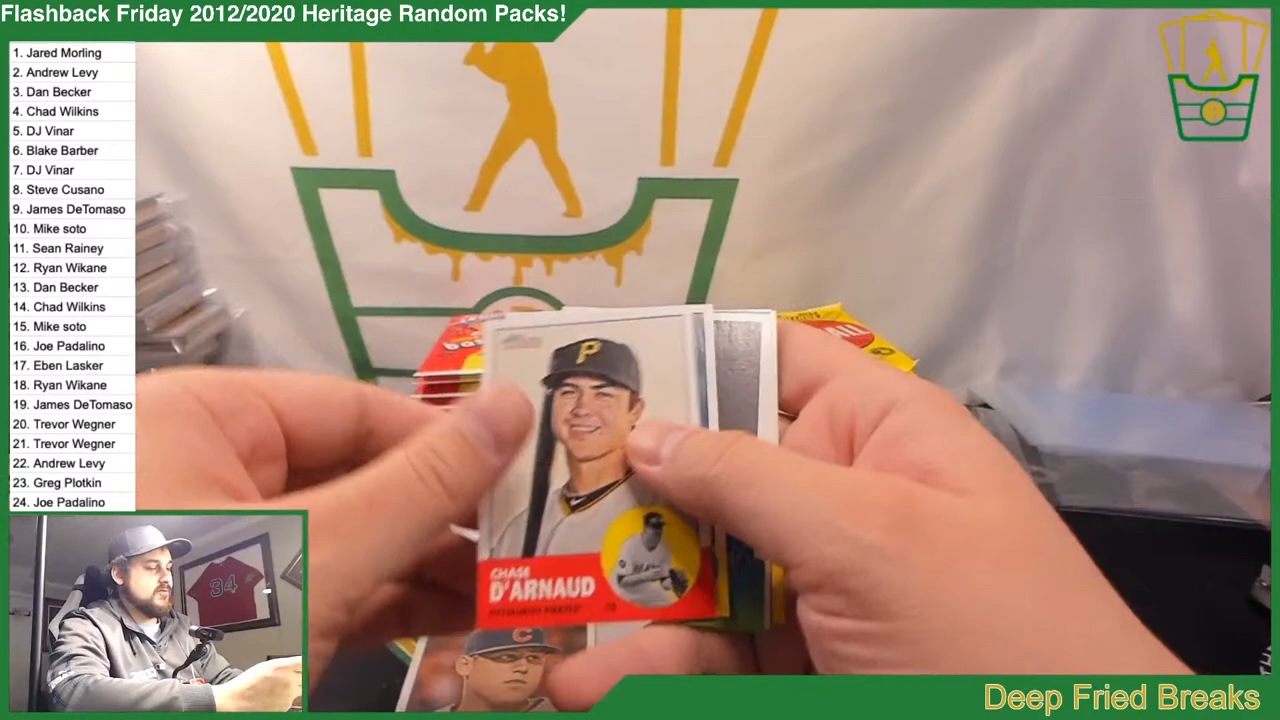 Flashback Friday 2012/2020 Heritage Random Packs!
1. Jared Morling
2. Andrew Levy
3. Dan Becker
4. Chad Wilkins
5. DJ Vinar
6. Blake Barber
7. DJ Vinar
8. Steve Cusano
9. James DeTomaso
10. Mike soto
11. Sean Rainey
12. Ryan Wikane
13. Dan Becker
14. Chad Wilkins
15. Mike soto
16. Joe Padalino
17. Eben Lasker
18. Ryan Wikane
19. James DeTomaso
20. Trevor Wegner
21. Trevor Wegner
22. Andrew Levy
23. Greg Plotkin
24. Joe Padalino
P
CHASE
D'ARNAUD
PITTSBURGH PIRATES
C
34
Deep Fried Breaks